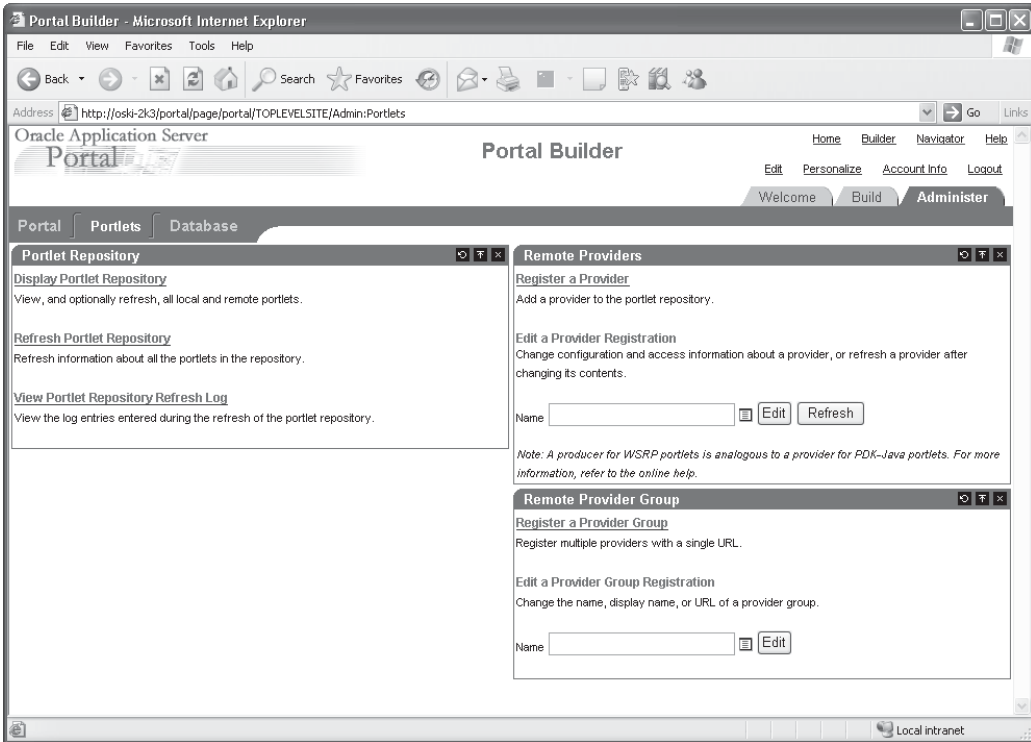 Portal Builder - Microsoft Internet Explorer
File Edit View Favorites Tools Help
Back Search Favorites
Address http://oski-2k3/portal/page/portal/TOPLEVELSITE/Admin:Portlets Go Links
Oracle Application Server
Portal
Portal Builder
Home Builder Navigator Help
Edit Personalize Account Info Logout
Welcome Build Administer
Portal Portlets Database
Portlet Repository
Display Portlet Repository
View, and optionally refresh, all local and remote portlets.
Refresh Portlet Repository
Refresh information about all the portlets in the repository.
View Portlet Repository Refresh Log
View the log entries entered during the refresh of the portlet repository.
Remote Providers
Register a Provider
Add a provider to the portlet repository.
Edit a Provider Registration
Change configuration and access information about a provider, or refresh a provider after
changing its contents.
Name Edit Refresh
Note: A producer for WSRP portlets is analogous to a provider for PDK-Java portlets. For more
information, refer to the online help.
Remote Provider Group
Register a Provider Group
Register multiple providers with a single URL.
Edit a Provider Group Registration
Change the name, display name, or URL of a provider group.
Name Edit
Local intranet